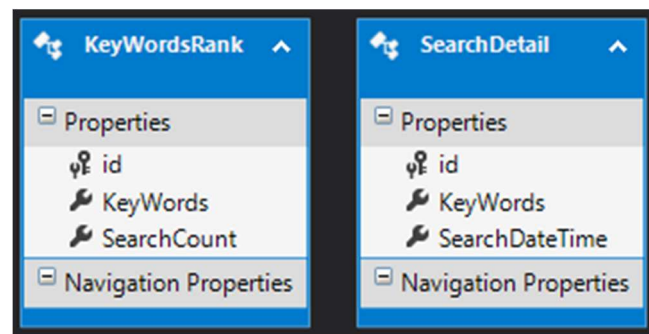 KeyWordsRank
Properties
id
KeyWords
SearchCount
Navigation Properties
SearchDetail
Properties
id
KeyWords
SearchDateTime
Navigation Properties